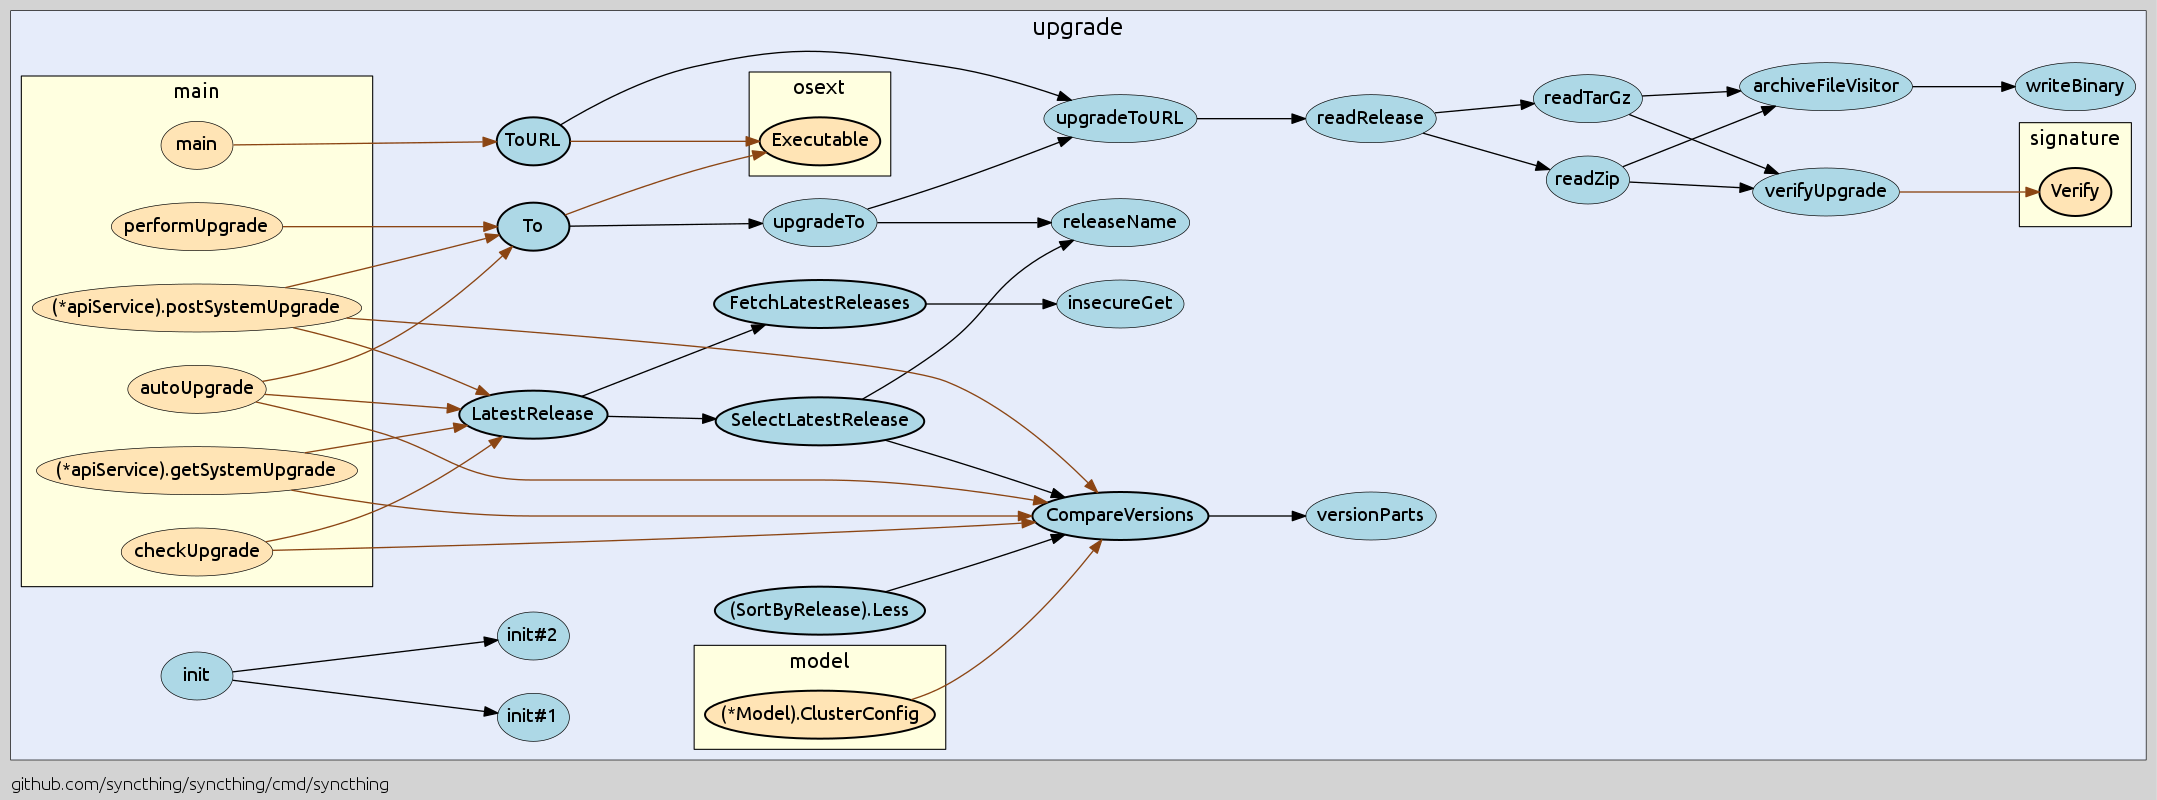 upgrade
main
main
performUpgrade
(*apiService).postSystemUpgrade
autoUpgrade
(*apiService).getSystemUpgrade
checkUpgrade
init
ToURL
To
LatestRelease
init#2
init#1
osext
Executable
upgradeTo
FetchLatestReleases
SelectLatestRelease
(SortByRelease).Less
model
(*Model).ClusterConfig
upgradeToURL
releaseName
insecureGet
CompareVersions
readRelease
versionParts
readTarGz
readZip
archiveFileVisitor
verifyUpgrade
writeBinary
signature
Verify
github.com/syncthing/syncthing/cmd/syncthing